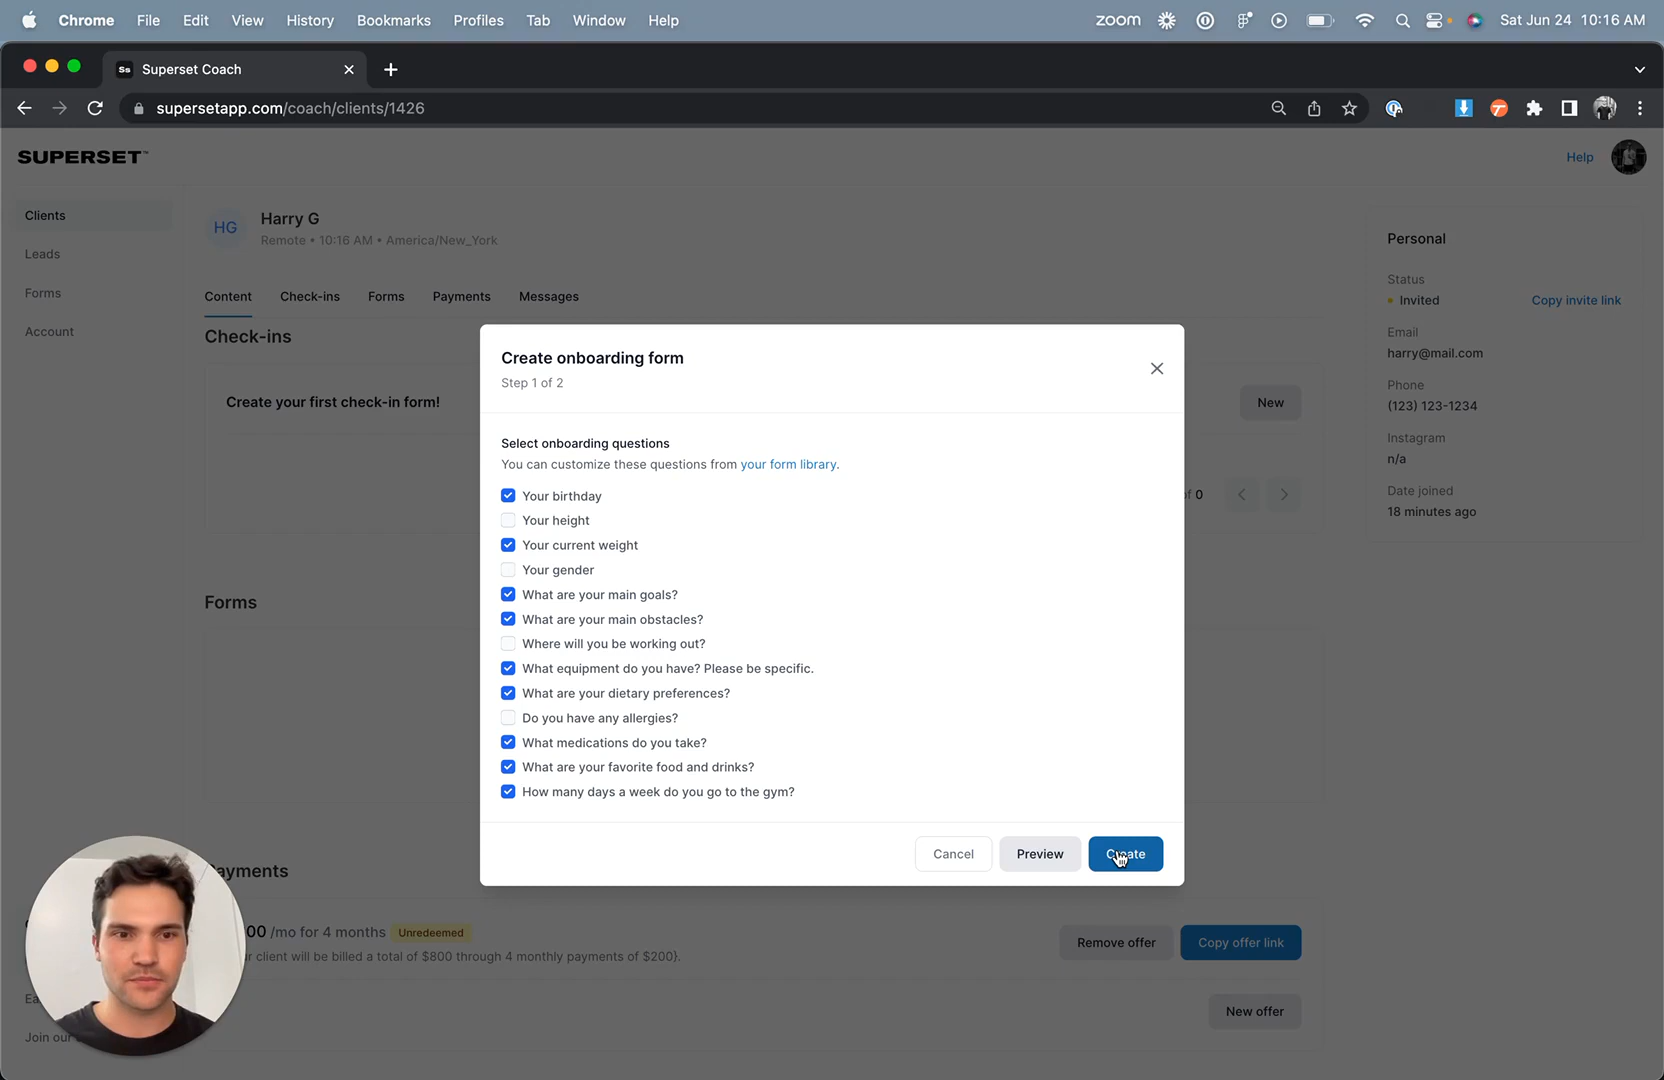 Chrome File Edit View History Bookmarks Profiles Tab Window Help zoom Sat Jun 24 10:16 AM
Ss Superset Coach
supersetapp.com/coach/clients/1426
SUPERSET™ Help
Clients
Leads
Forms
Account
HG
Harry G
Remote • 10:16 AM • America/New_York
Content Check-ins Forms Payments Messages
Check-ins
Create your first check-in form! New
of 0
Forms
Payments
00 /mo for 4 months Unredeemed
client will be billed a total of $800 through 4 monthly payments of $200}.
Remove offer Copy offer link
New offer
Join our
Personal
Status
Invited Copy invite link
Email
harry@mail.com
Phone
(123) 123-1234
Instagram
n/a
Date joined
18 minutes ago
Create onboarding form
Step 1 of 2
Select onboarding questions
You can customize these questions from your form library.
Your birthday
Your height
Your current weight
Your gender
What are your main goals?
What are your main obstacles?
Where will you be working out?
What equipment do you have? Please be specific.
What are your dietary preferences?
Do you have any allergies?
What medications do you take?
What are your favorite food and drinks?
How many days a week do you go to the gym?
Cancel Preview Create